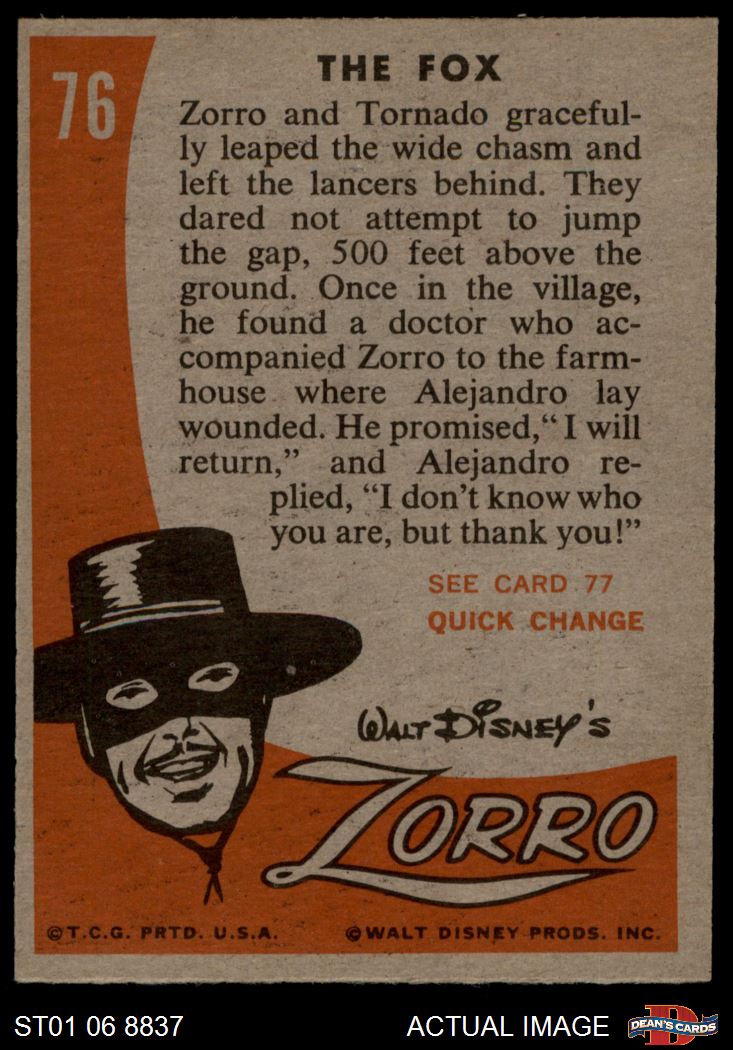 76
THE FOX
Zorro and Tornado graceful-
ly leaped the wide chasm and
left the lancers behind. They
dared not attempt to jump
the gap, 500 feet above the
ground. Once in the village,
he found a doctor who ac-
companied Zorro to the farm-
house where Alejandro lay
wounded. He promised, “I will
return,” and Alejandro re-
plied, “I don’t know who
you are, but thank you!”
SEE CARD 77
QUICK CHANGE
WALT DISNEY’S
ZORRO
©T.C.G. PRTD. U.S.A. ©WALT DISNEY PRODS. INC.
ST01 06 8837 ACTUAL IMAGE DEAN'S CARDS